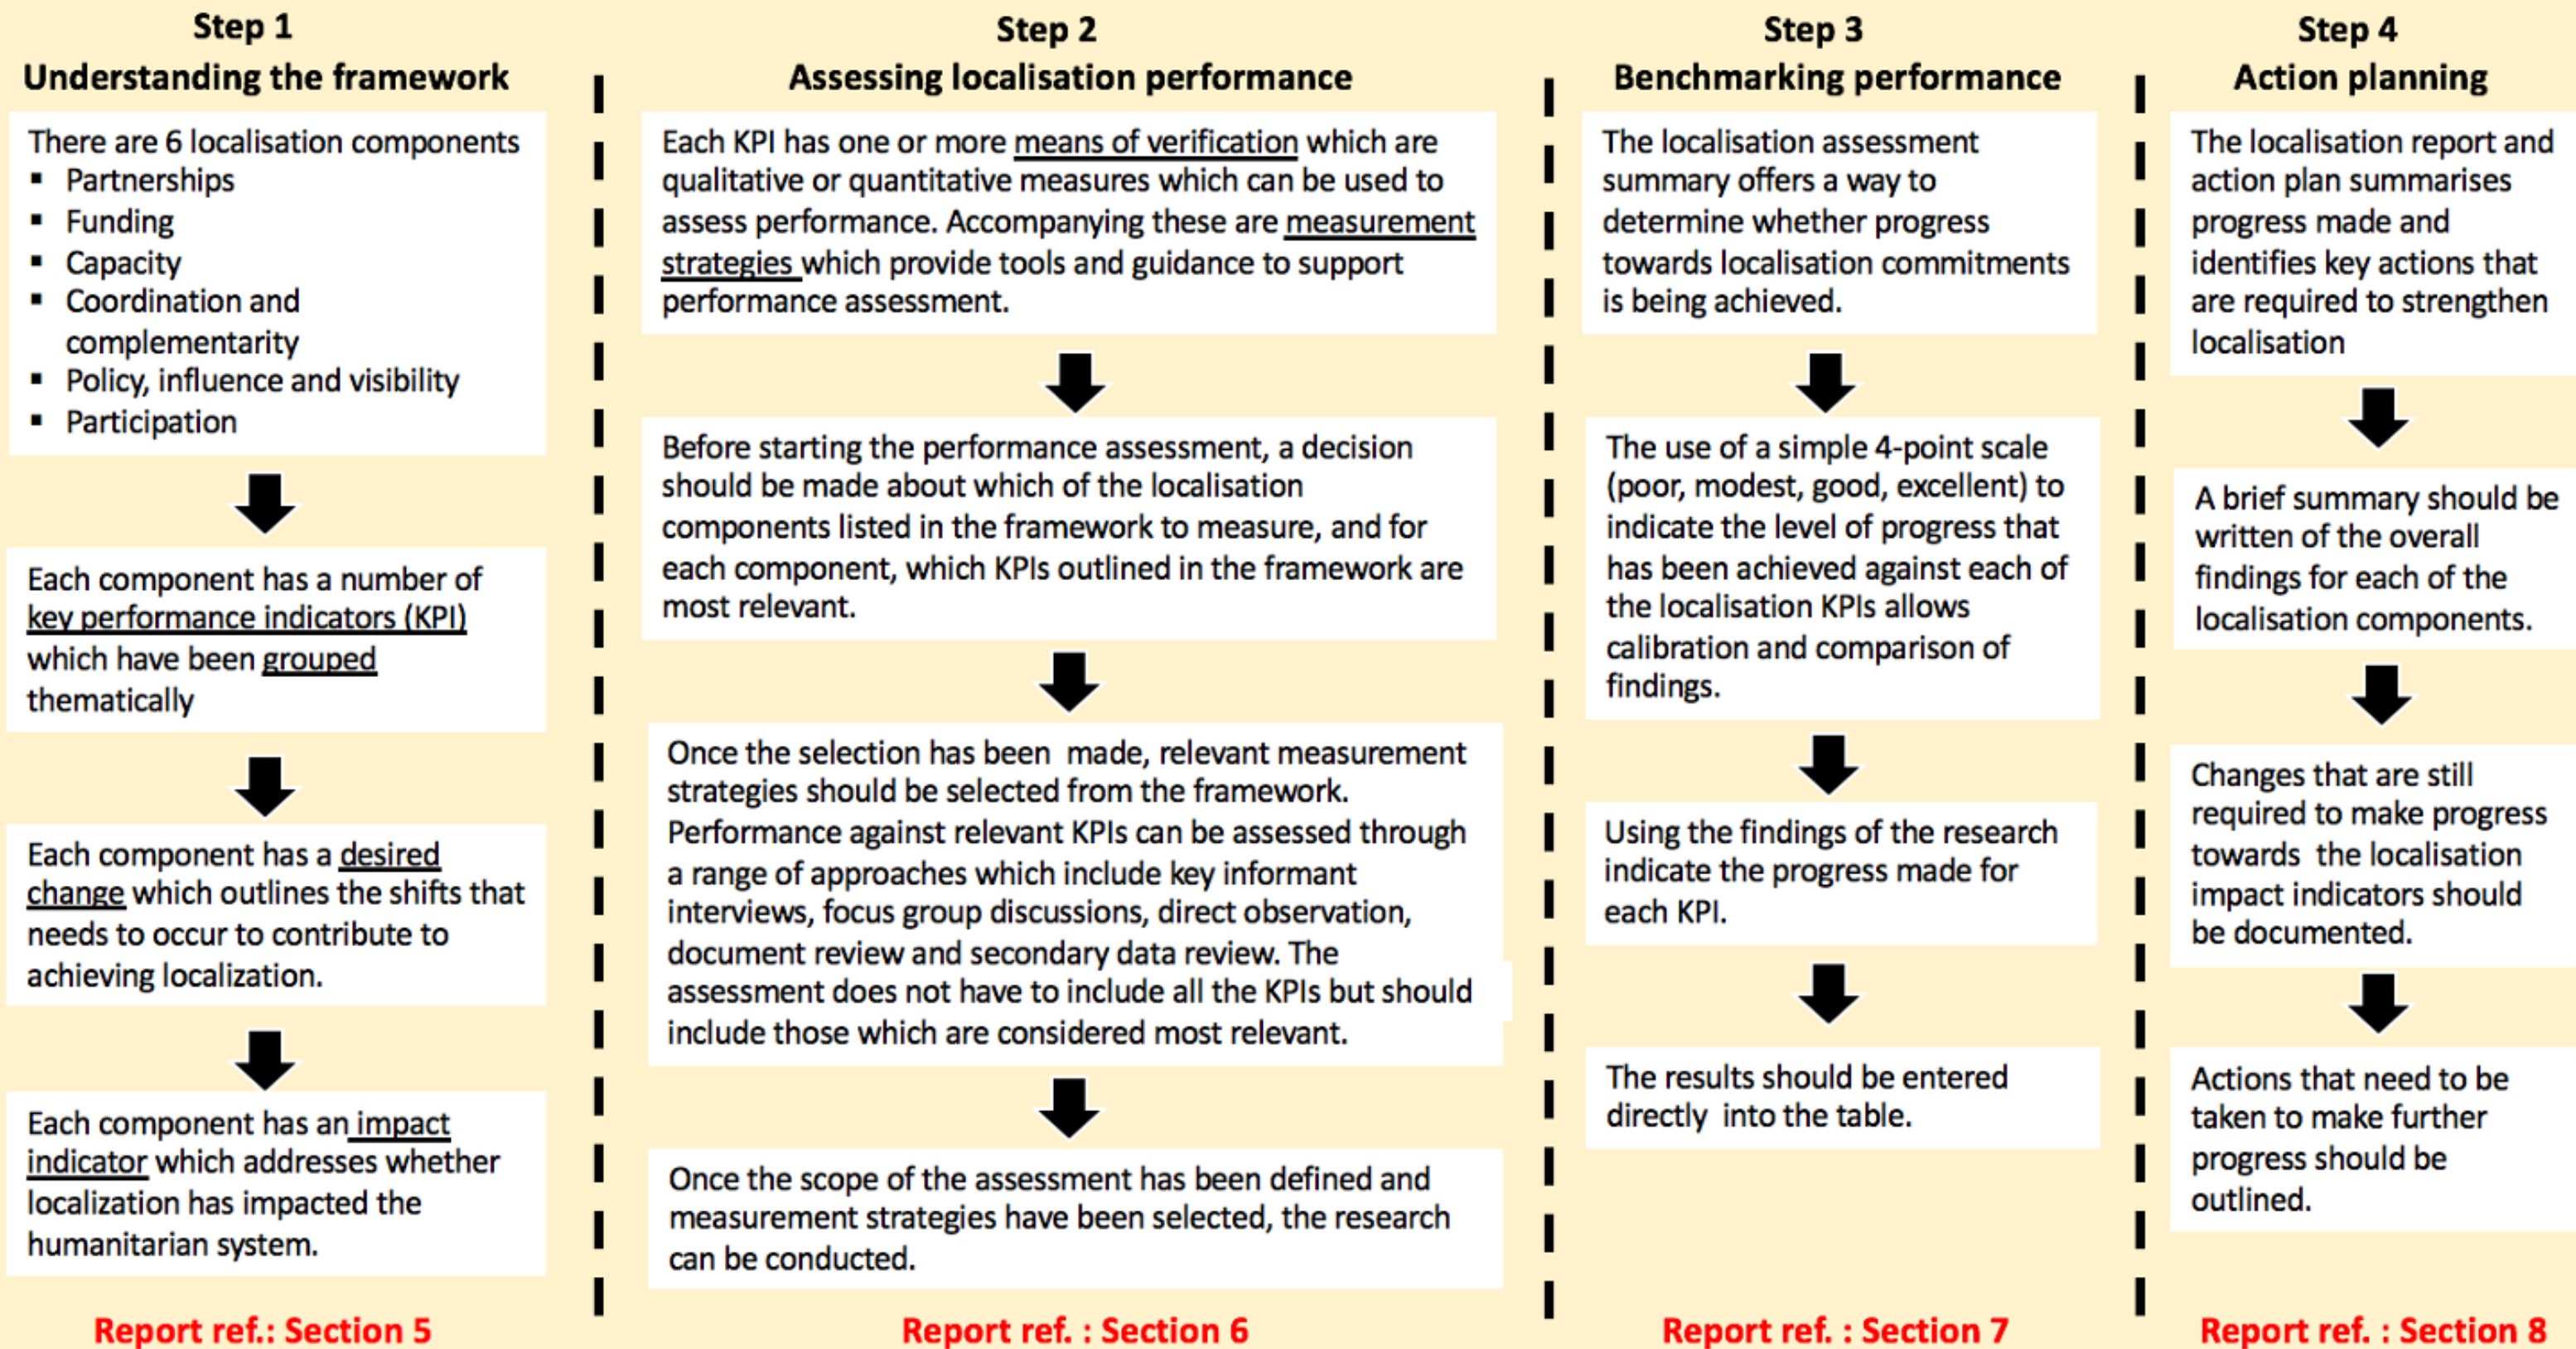 Step 1
Understanding the framework
There are 6 localisation components
▪ Partnerships
▪ Funding
▪ Capacity
▪ Coordination and
complementarity
▪ Policy, influence and visibility
▪ Participation
Each component has a number of
key performance indicators (KPI)
which have been grouped
thematically
Each component has a desired
change which outlines the shifts that
needs to occur to contribute to
achieving localization.
Each component has an impact
indicator which addresses whether
localization has impacted the
humanitarian system.
Report ref.: Section 5
Step 2
Assessing localisation performance
Each KPI has one or more means of verification which are
qualitative or quantitative measures which can be used to
assess performance. Accompanying these are measurement
strategies which provide tools and guidance to support
performance assessment.
Before starting the performance assessment, a decision
should be made about which of the localisation
components listed in the framework to measure, and for
each component, which KPIs outlined in the framework are
most relevant.
Once the selection has been  made, relevant measurement
strategies should be selected from the framework.
Performance against relevant KPIs can be assessed through
a range of approaches which include key informant
interviews, focus group discussions, direct observation,
document review and secondary data review. The
assessment does not have to include all the KPIs but should
include those which are considered most relevant.
Once the scope of the assessment has been defined and
measurement strategies have been selected, the research
can be conducted.
Report ref. : Section 6
Step 3
Benchmarking performance
The localisation assessment
summary offers a way to
determine whether progress
towards localisation commitments
is being achieved.
The use of a simple 4-point scale
(poor, modest, good, excellent) to
indicate the level of progress that
has been achieved against each of
the localisation KPIs allows
calibration and comparison of
findings.
Using the findings of the research
indicate the progress made for
each KPI.
The results should be entered
directly  into the table.
Report ref. : Section 7
Step 4
Action planning
The localisation report and
action plan summarises
progress made and
identifies key actions that
are required to strengthen
localisation
A brief summary should be
written of the overall
findings for each of the
localisation components.
Changes that are still
required to make progress
towards  the localisation
impact indicators should
be documented.
Actions that need to be
taken to make further
progress should be
outlined.
Report ref. : Section 8